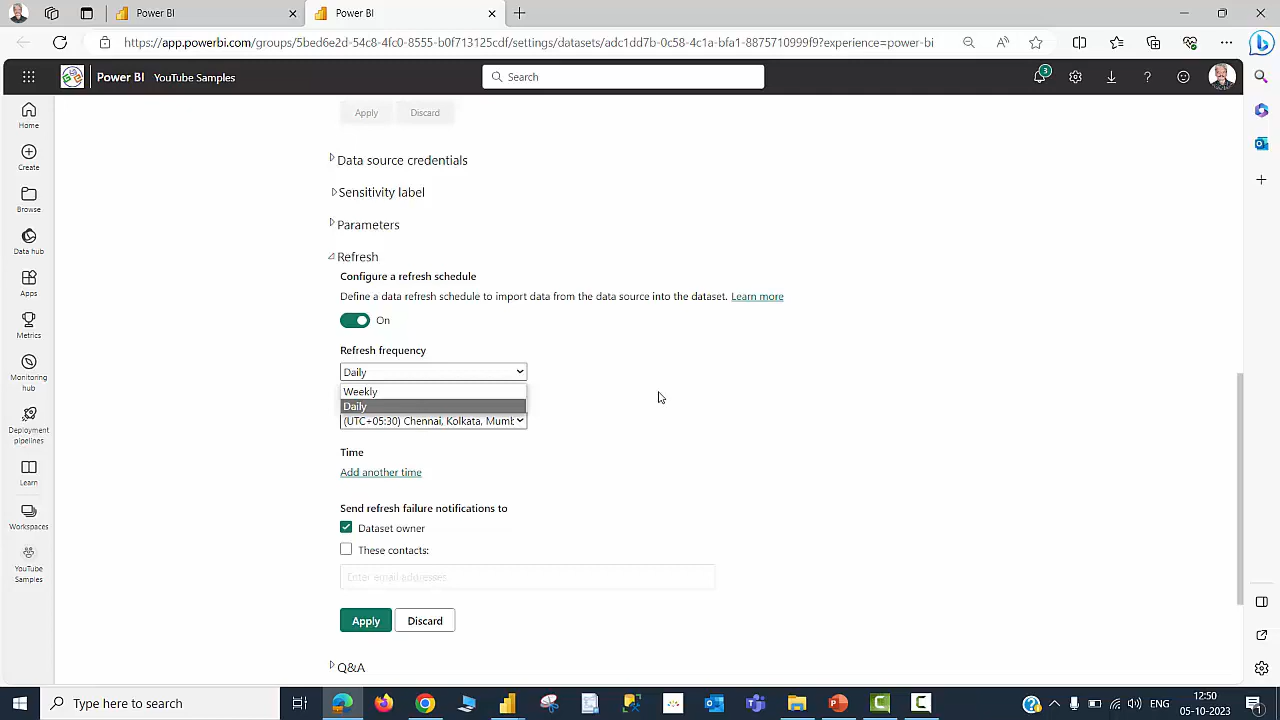 Power BI
Power BI
https://app.powerbi.com/groups/5bed6e2d-54c8-4fc0-8555-b0f713125cdf/settings/datasets/adc1dd7b-0c58-4c1a-bfa1-8875710999f9?experience=power-bi
Power BI YouTube Samples
Search
3
Home
Create
Browse
Data hub
Apps
Metrics
Monitoring
hub
Deployment
pipelines
Learn
Workspaces
YouTube
Samples
Apply Discard
Data source credentials
Sensitivity label
Parameters
Refresh
Configure a refresh schedule
Define a data refresh schedule to import data from the data source into the dataset. Learn more
On
Refresh frequency
Daily
Weekly
Daily
(UTC+05:30) Chennai, Kolkata, Mumb
Time
Add another time
Send refresh failure notifications to
Dataset owner
These contacts:
Enter email addresses
Apply Discard
Q&A
Type here to search
ENG
12:50
05-10-2023